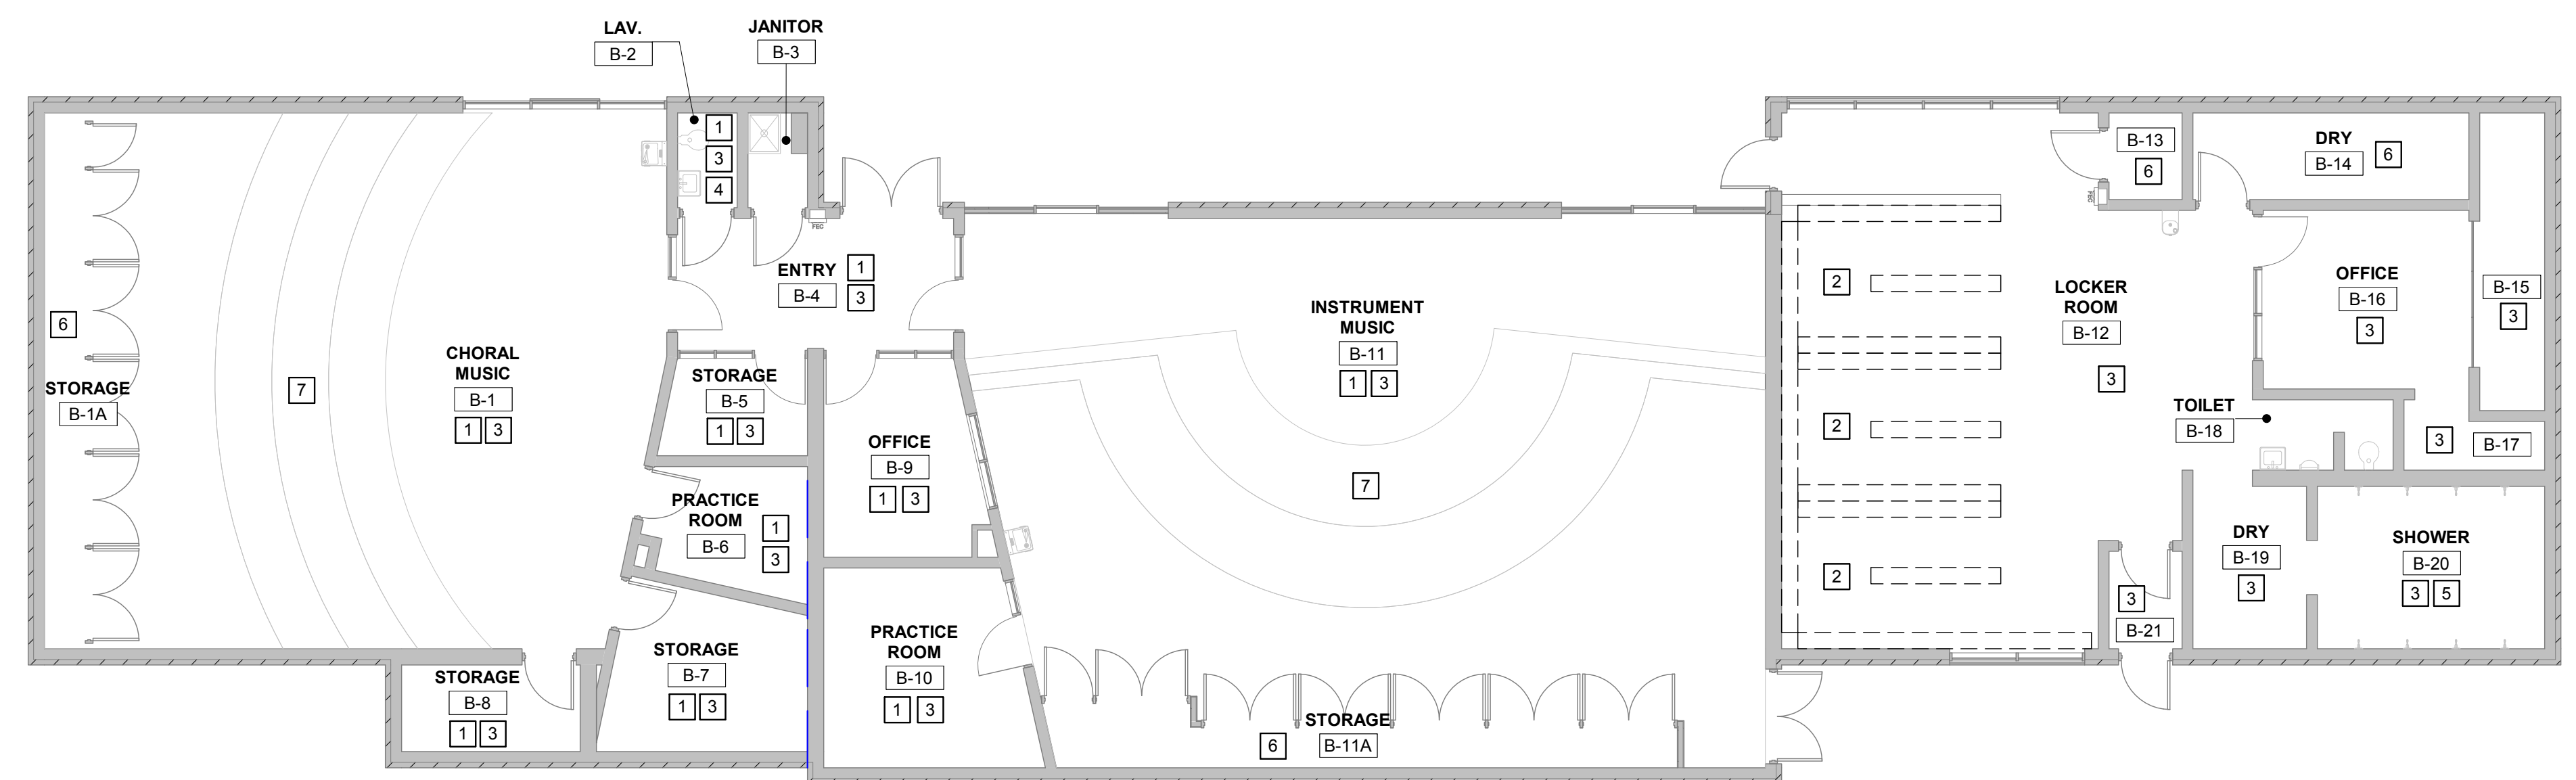 LAV.
B-2
JANITOR
B-3
1
3
4
FEC
ENTRY
B-4
1
3
6
STORAGE
B-1A
7
CHORAL
MUSIC
B-1
1 3
STORAGE
B-5
1 3
PRACTICE
ROOM
B-6
1
3
STORAGE
B-7
1 3
STORAGE
B-8
1 3
OFFICE
B-9
1 3
PRACTICE
ROOM
B-10
1 3
INSTRUMENT
MUSIC
B-11
1 3
7
STORAGE
6 B-11A
2
2
2
LOCKER
ROOM
B-12
3
B-13
6
FEC
DRY
B-14 6
OFFICE
B-16
3
B-15
3
TOILET
B-18
3 B-17
DRY
B-19
3
SHOWER
B-20
3 5
3
B-21